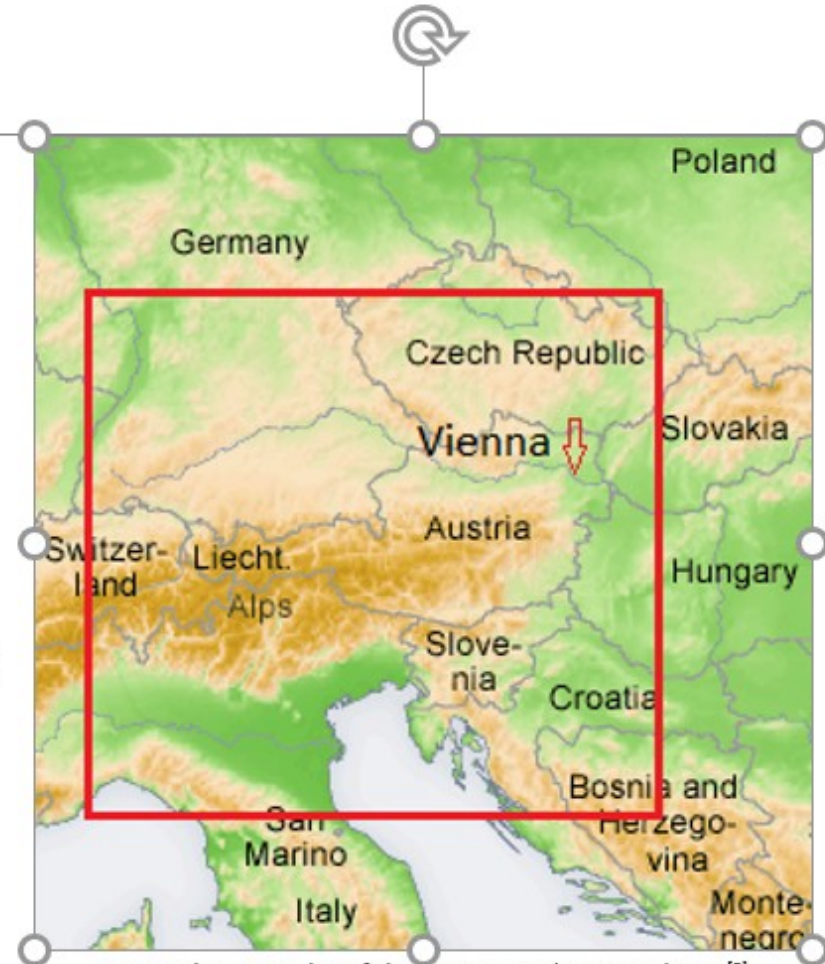 Poland
Germany
Czech Republic
Vienna
Slovakia
Austria
Switzer-
land
Liecht.
Hungary
Alps
Slove-
nia
Croatia
Bosnia and
Herzego-
vina
San
Marino
Italy
Monte-
negro